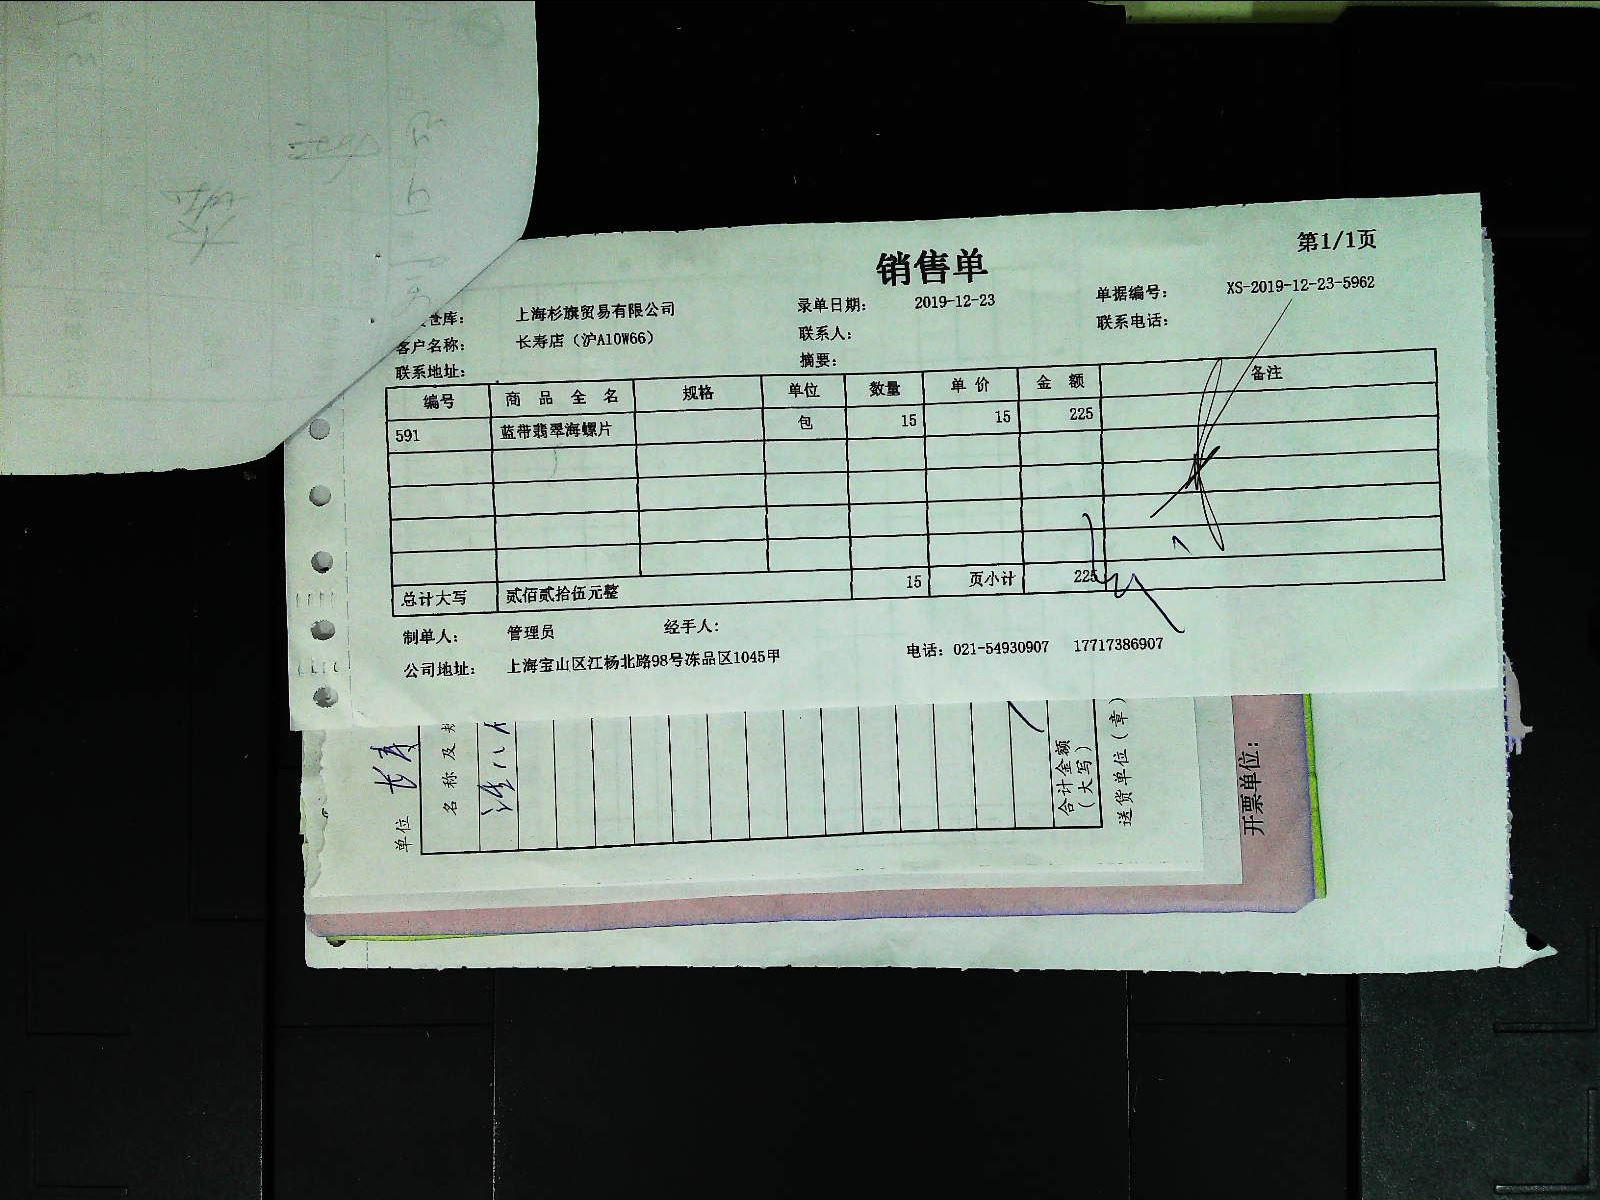 销售单
第1/1页
仓库： 上海杉旗贸易有限公司 录单日期： 2019-12-23 单据编号： XS-2019-12-23-5962
客户名称： 长寿店（沪A10W66） 联系人： 联系电话：
联系地址： 摘要：
编号 商品全名 规格 单位 数量 单价 金额 备注
591 蓝带翡翠海螺片 包 15 15 225
总计大写 贰佰贰拾伍元整 15 页小计 225
制单人： 管理员 经手人：
公司地址： 上海宝山区江杨北路98号冻品区1045甲 电话：021-54930907 17717386907
单位 长寿
名称及规
合计金额
（大写）
送货单位（章）
开票单位：